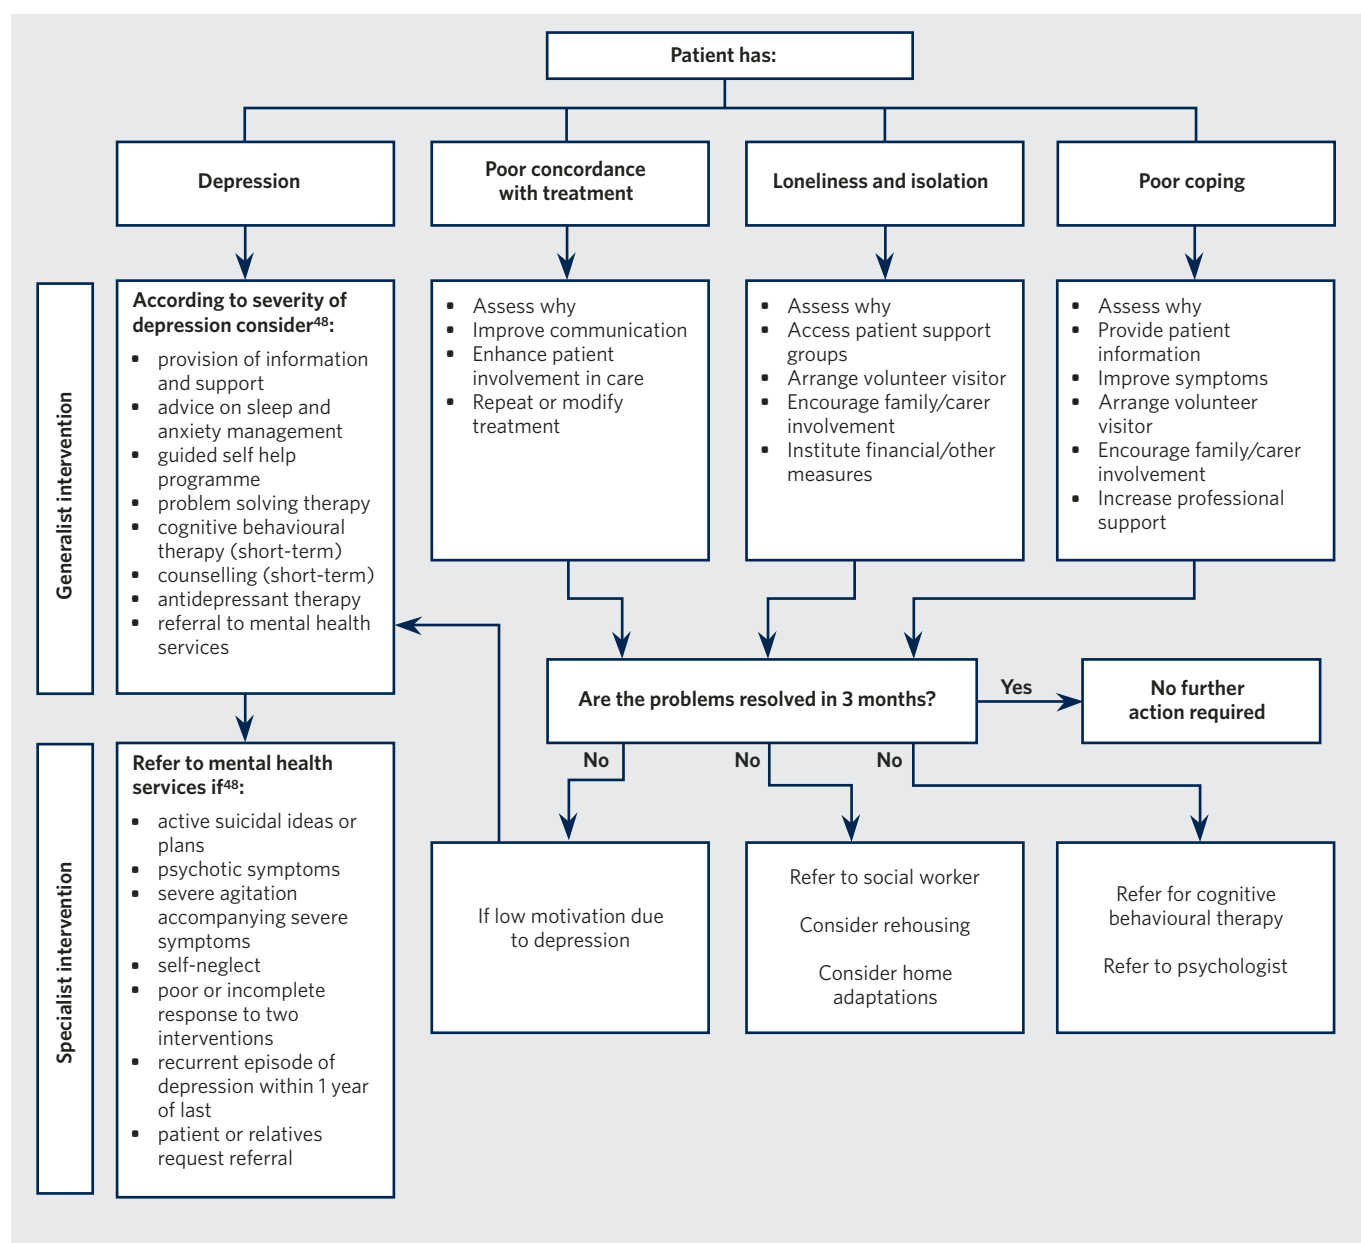 Patient has:
Depression
Poor concordance
with treatment
Loneliness and isolation
Poor coping
Generalist intervention
According to severity of
depression consider⁴⁸:
▪ provision of information
and support
▪ advice on sleep and
anxiety management
▪ guided self help
programme
▪ problem solving therapy
▪ cognitive behavioural
therapy (short-term)
▪ counselling (short-term)
▪ antidepressant therapy
▪ referral to mental health
services
▪ Assess why
▪ Improve communication
▪ Enhance patient
involvement in care
▪ Repeat or modify
treatment
▪ Assess why
▪ Access patient support
groups
▪ Arrange volunteer visitor
▪ Encourage family/carer
involvement
▪ Institute financial/other
measures
▪ Assess why
▪ Provide patient
information
▪ Improve symptoms
▪ Arrange volunteer
visitor
▪ Encourage family/carer
involvement
▪ Increase professional
support
Are the problems resolved in 3 months?
Yes
No further
action required
No
No
No
Specialist intervention
Refer to mental health
services if⁴⁸:
▪ active suicidal ideas or
plans
▪ psychotic symptoms
▪ severe agitation
accompanying severe
symptoms
▪ self-neglect
▪ poor or incomplete
response to two
interventions
▪ recurrent episode of
depression within 1 year
of last
▪ patient or relatives
request referral
If low motivation due
to depression
Refer to social worker
Consider rehousing
Consider home
adaptations
Refer for cognitive
behavioural therapy
Refer to psychologist